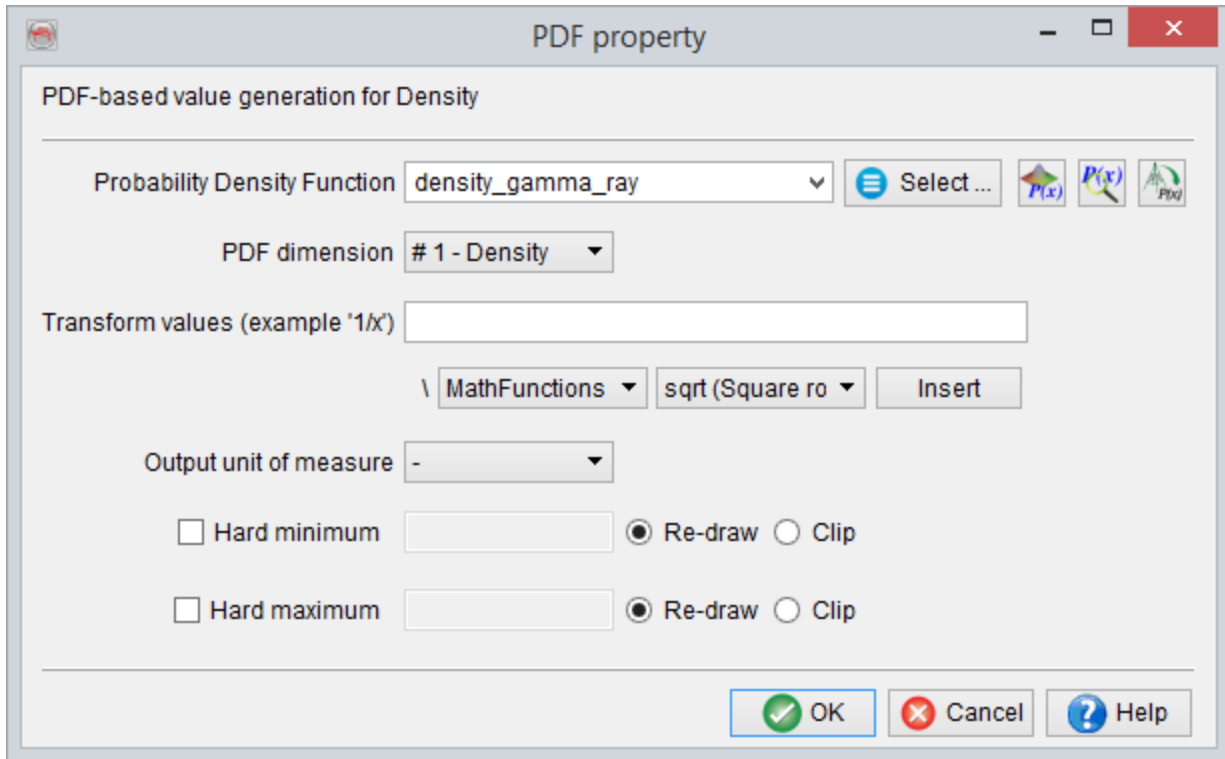 PDF property
PDF-based value generation for Density
Probability Density Function density_gamma_ray Select ... P(x) P(x) P(x)
PDF dimension # 1 - Density
Transform values (example '1/x')
\ MathFunctions sqrt (Square ro Insert
Output unit of measure -
Hard minimum Re-draw Clip
Hard maximum Re-draw Clip
OK Cancel Help